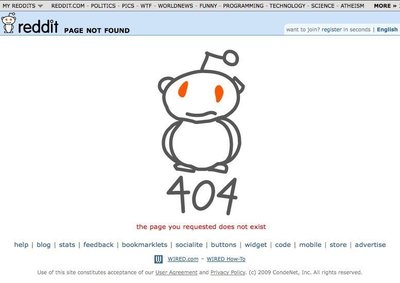 MY REDDITS REDDIT.COM · POLITICS · PICS · WTF · WORLDNEWS · FUNNY · PROGRAMMING · TECHNOLOGY · SCIENCE · ATHEISM MORE »
reddit PAGE NOT FOUND want to join? register in seconds | English
404
the page you requested does not exist
help | blog | stats | feedback | bookmarklets | socialite | buttons | widget | code | mobile | store | advertise
W WIRED.com - WIRED How-To
Use of this site constitutes acceptance of our User Agreement and Privacy Policy. (c) 2009 CondeNet, Inc. All rights reserved.